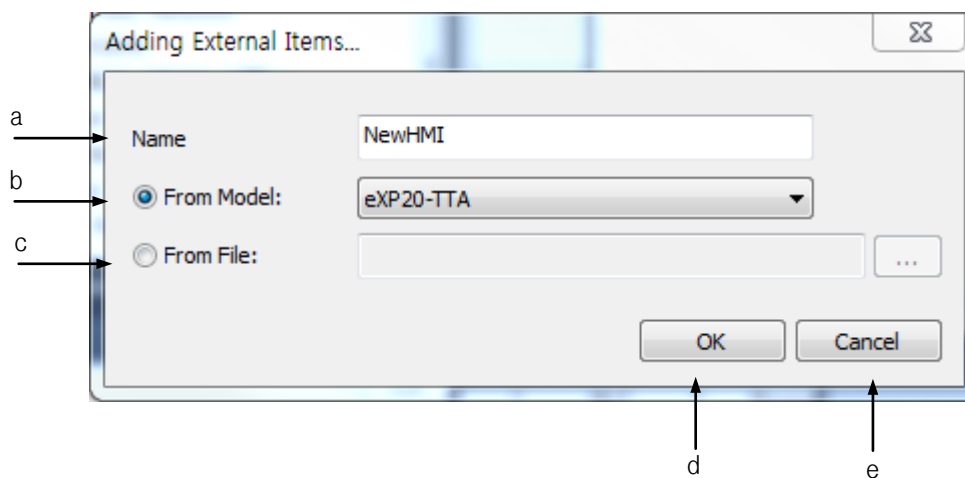 Adding External Items...
a
Name
NewHMI
b
From Model:
eXP20-TTA
c
From File:
...
OK
Cancel
d
e